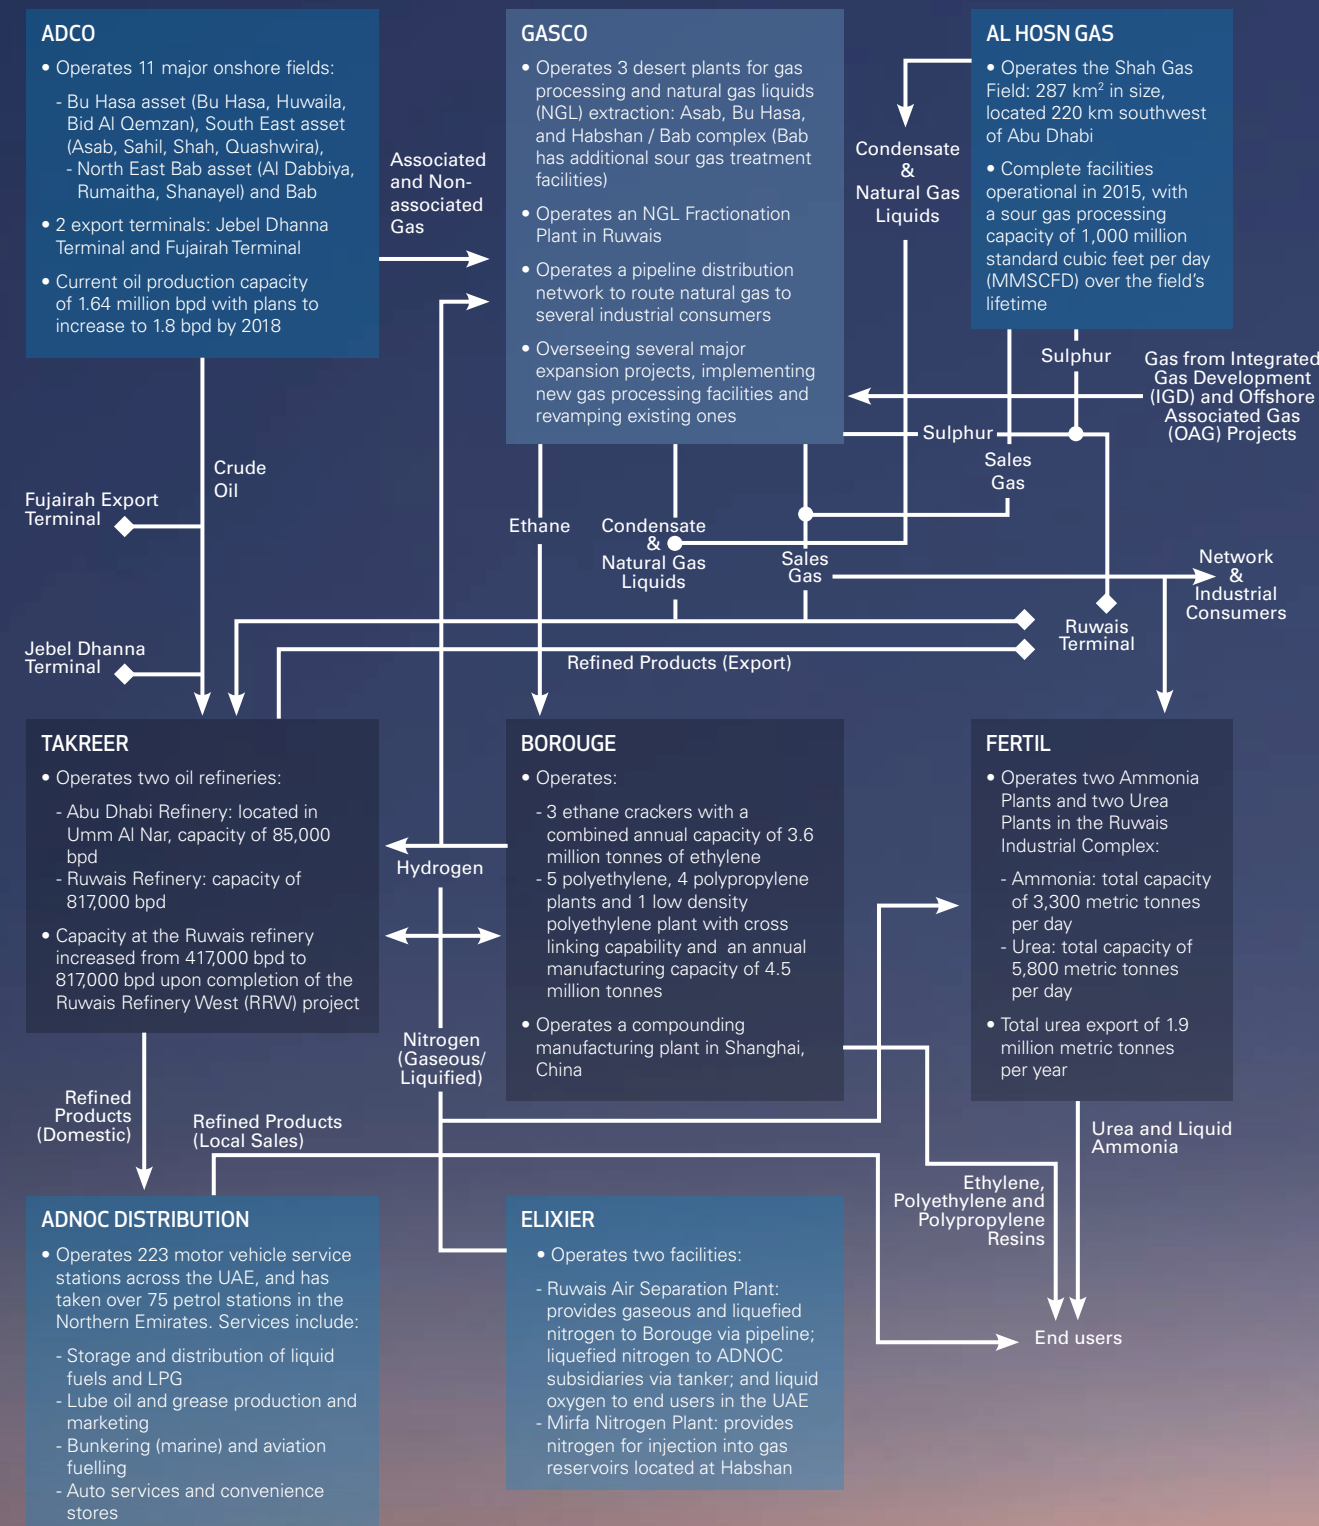 ADCO
• Operates 11 major onshore fields:
- Bu Hasa asset (Bu Hasa, Huwaila,
Bid Al Qemzan), South East asset
(Asab, Sahil, Shah, Quashwira),
- North East Bab asset (Al Dabbiya,
Rumaitha, Shanayel) and Bab
• 2 export terminals: Jebel Dhanna
Terminal and Fujairah Terminal
• Current oil production capacity
of 1.64 million bpd with plans to
increase to 1.8 bpd by 2018
Associated
and Non-
associated
Gas
GASCO
• Operates 3 desert plants for gas
processing and natural gas liquids
(NGL) extraction: Asab, Bu Hasa,
and Habshan / Bab complex (Bab
has additional sour gas treatment
facilities)
• Operates an NGL Fractionation
Plant in Ruwais
• Operates a pipeline distribution
network to route natural gas to
several industrial consumers
• Overseeing several major
expansion projects, implementing
new gas processing facilities and
revamping existing ones
Condensate
&
Natural Gas
Liquids
AL HOSN GAS
• Operates the Shah Gas
Field: 287 km² in size,
located 220 km southwest
of Abu Dhabi
• Complete facilities
operational in 2015, with
a sour gas processing
capacity of 1,000 million
standard cubic feet per day
(MMSCFD) over the field's
lifetime
Sulphur
Gas from Integrated
Gas Development
(IGD) and Offshore
Associated Gas
(OAG) Projects
Sulphur
Sales
Gas
Crude
Oil
Fujairah Export
Terminal
Ethane
Condensate
&
Natural Gas
Liquids
Sales
Gas
Network
&
Industrial
Consumers
Ruwais
Terminal
Jebel Dhanna
Terminal
Refined Products (Export)
TAKREER
• Operates two oil refineries:
- Abu Dhabi Refinery: located in
Umm Al Nar, capacity of 85,000
bpd
- Ruwais Refinery: capacity of
817,000 bpd
• Capacity at the Ruwais refinery
increased from 417,000 bpd to
817,000 bpd upon completion of the
Ruwais Refinery West (RRW) project
Hydrogen
Nitrogen
(Gaseous/
Liquified)
BOROUGE
• Operates:
- 3 ethane crackers with a
combined annual capacity of 3.6
million tonnes of ethylene
- 5 polyethylene, 4 polypropylene
plants and 1 low density
polyethylene plant with cross
linking capability and an annual
manufacturing capacity of 4.5
million tonnes
• Operates a compounding
manufacturing plant in Shanghai,
China
FERTIL
• Operates two Ammonia
Plants and two Urea
Plants in the Ruwais
Industrial Complex:
- Ammonia: total capacity
of 3,300 metric tonnes
per day
- Urea: total capacity of
5,800 metric tonnes
per day
• Total urea export of 1.9
million metric tonnes
per year
Refined
Products
(Domestic)
Refined Products
(Local Sales)
Urea and Liquid
Ammonia
Ethylene,
Polyethylene and
Polypropylene
Resins
End users
ADNOC DISTRIBUTION
• Operates 223 motor vehicle service
stations across the UAE, and has
taken over 75 petrol stations in the
Northern Emirates. Services include:
- Storage and distribution of liquid
fuels and LPG
- Lube oil and grease production and
marketing
- Bunkering (marine) and aviation
fuelling
- Auto services and convenience
stores
ELIXIER
• Operates two facilities:
- Ruwais Air Separation Plant:
provides gaseous and liquefied
nitrogen to Borouge via pipeline;
liquefied nitrogen to ADNOC
subsidiaries via tanker; and liquid
oxygen to end users in the UAE
- Mirfa Nitrogen Plant: provides
nitrogen for injection into gas
reservoirs located at Habshan